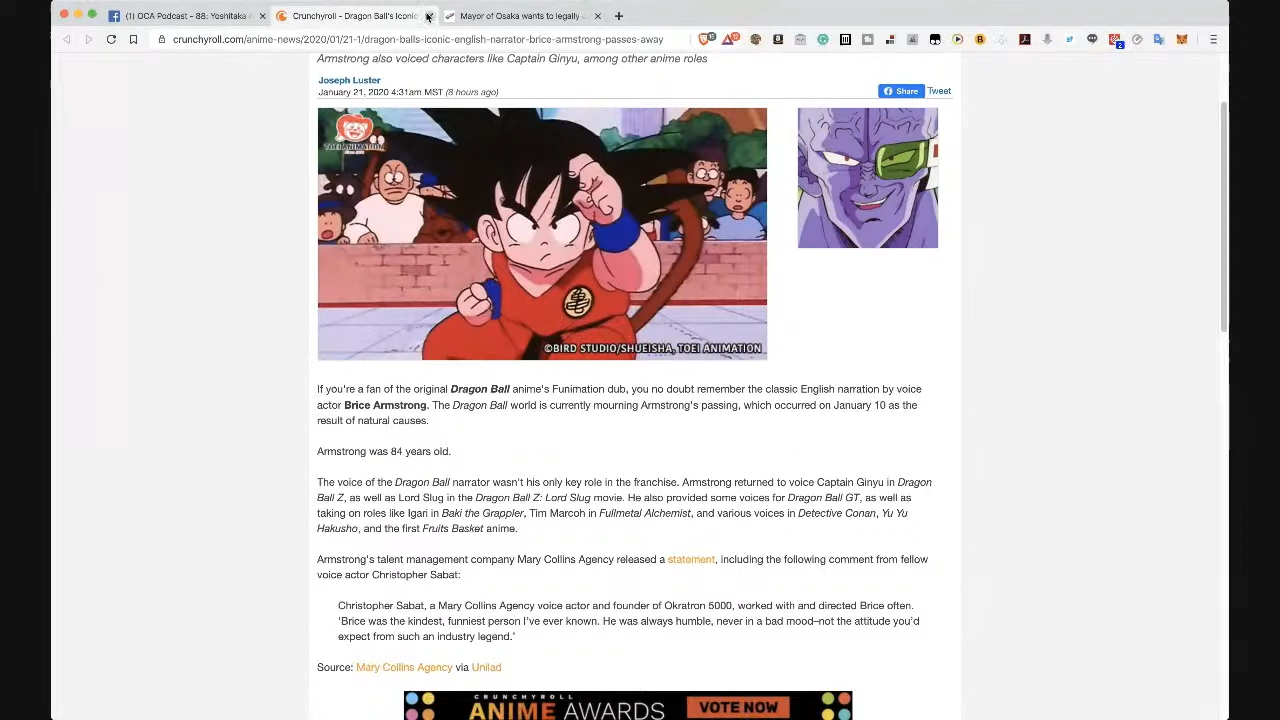 (1) OCA Podcast - 88: Yoshitaka
Crunchyroll - Dragon Ball's Iconic
Mayor of Osaka wants to legally
crunchyroll.com/anime-news/2020/01/21-1/dragon-balls-iconic-english-narrator-brice-armstrong-passes-away
Armstrong also voiced characters like Captain Ginyu, among other anime roles
Joseph Luster
January 21, 2020 4:31am MST (8 hours ago)
Share
Tweet
TOEI ANIMATION
©BIRD STUDIO/SHUEISHA, TOEI ANIMATION
If you're a fan of the original Dragon Ball anime's Funimation dub, you no doubt remember the classic English narration by voice
actor Brice Armstrong. The Dragon Ball world is currently mourning Armstrong's passing, which occurred on January 10 as the
result of natural causes.
Armstrong was 84 years old.
The voice of the Dragon Ball narrator wasn't his only key role in the franchise. Armstrong returned to voice Captain Ginyu in Dragon
Ball Z, as well as Lord Slug in the Dragon Ball Z: Lord Slug movie. He also provided some voices for Dragon Ball GT, as well as
taking on roles like Igari in Baki the Grappler, Tim Marcoh in Fullmetal Alchemist, and various voices in Detective Conan, Yu Yu
Hakusho, and the first Fruits Basket anime.
Armstrong's talent management company Mary Collins Agency released a statement, including the following comment from fellow
voice actor Christopher Sabat:
Christopher Sabat, a Mary Collins Agency voice actor and founder of Okratron 5000, worked with and directed Brice often.
'Brice was the kindest, funniest person I've ever known. He was always humble, never in a bad mood–not the attitude you'd
expect from such an industry legend.'
Source: Mary Collins Agency via Unilad
CRUNCHYROLL
ANIME AWARDS
VOTE NOW